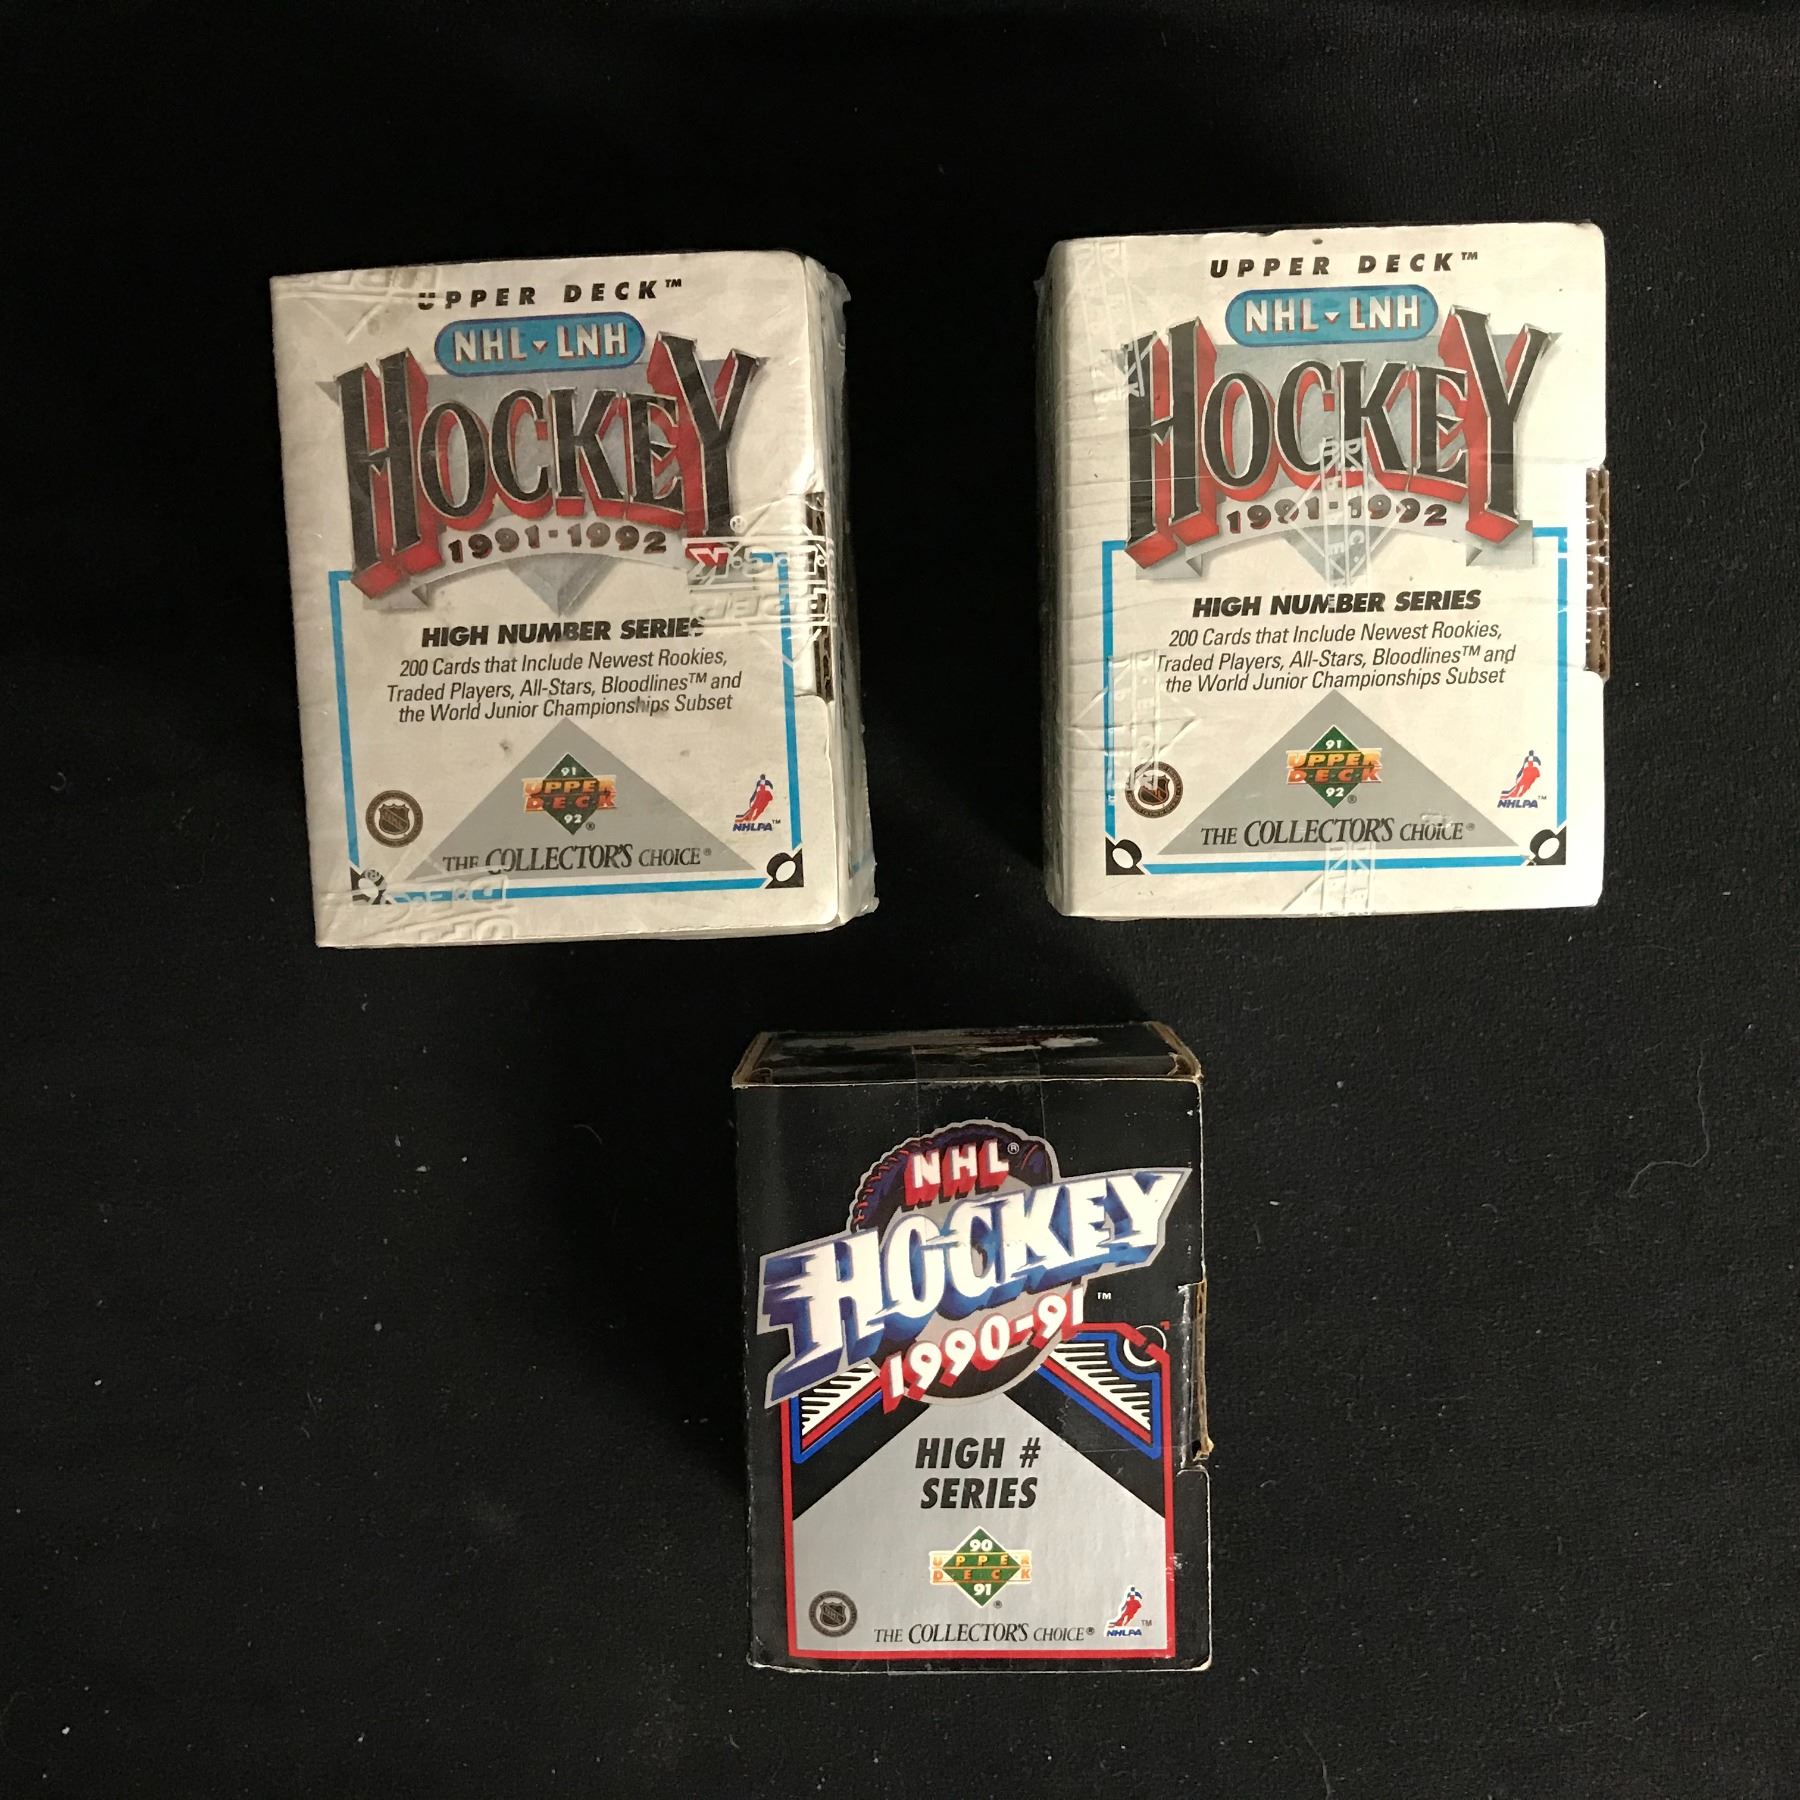 UPPER DECK™
NHL LNH
HOCKEY®
1991-1992
HIGH NUMBER SERIES
200 Cards that Include Newest Rookies,
Traded Players, All-Stars, Bloodlines™ and
the World Junior Championships Subset
91
UPPER
DECK
92®
NHLPA™
THE COLLECTOR'S CHOICE®
UPPER DECK™
NHL LNH
HOCKEY
1991-1992
HIGH NUMBER SERIES
200 Cards that Include Newest Rookies,
Traded Players, All-Stars, Bloodlines™ and
the World Junior Championships Subset
91
UPPER
DECK
92®
NHLPA™
THE COLLECTOR'S CHOICE®
NHL®
HOCKEY
1990-91™
HIGH #
SERIES
90
UPPER
DECK
91®
NHLPA™
THE COLLECTOR'S CHOICE®